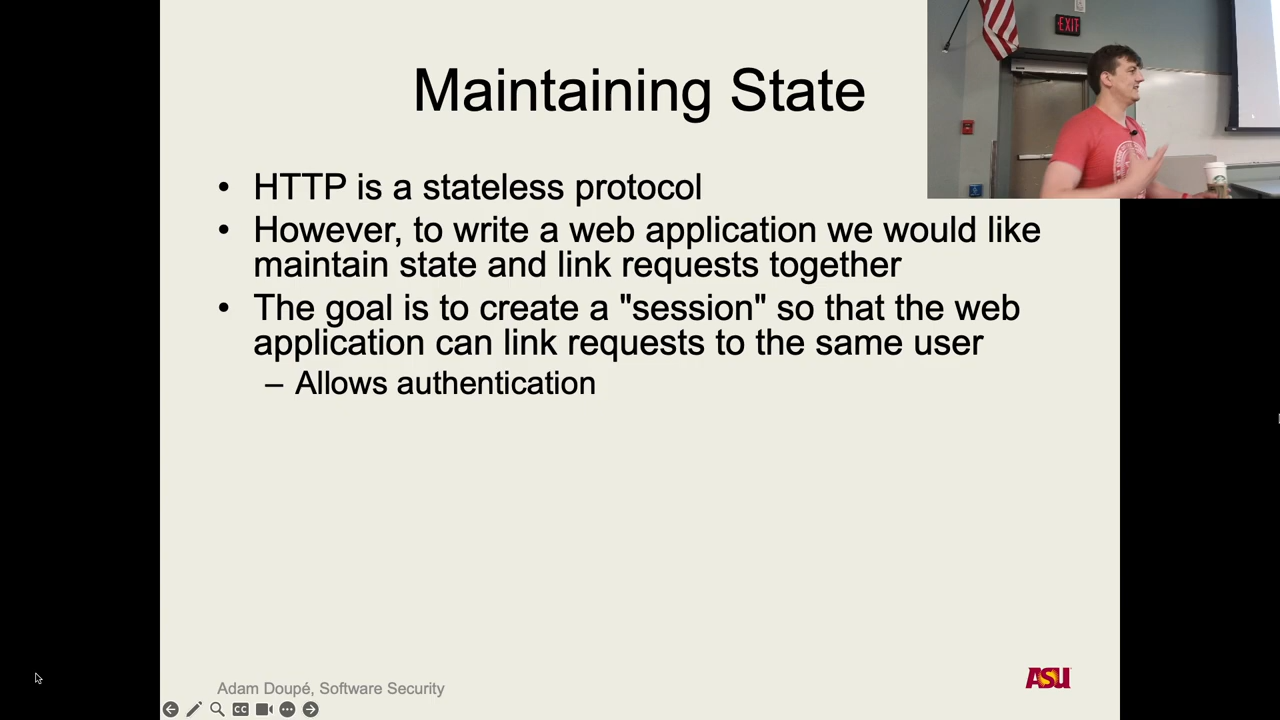 Maintaining State
EXIT
• HTTP is a stateless protocol
• However, to write a web application we would like
maintain state and link requests together
• The goal is to create a "session" so that the web
application can link requests to the same user
– Allows authentication
Adam Doupé, Software Security
ASU
CC